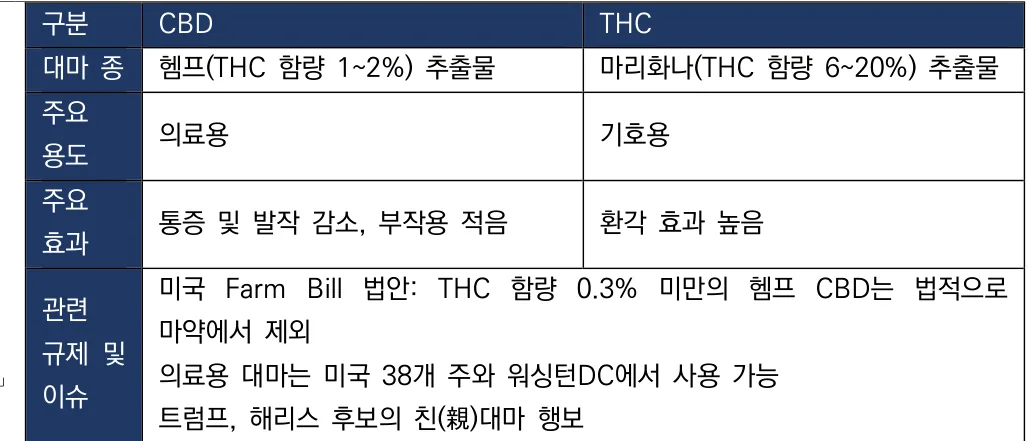 구분 CBD THC
대마 종 헴프(THC 함량 1~2%) 추출물 마리화나(THC 함량 6~20%) 추출물
주요
용도
의료용 기호용
주요
효과
통증 및 발작 감소, 부작용 적음 환각 효과 높음
관련
규제 및
이슈
미국 Farm Bill 법안: THC 함량 0.3% 미만의 헴프 CBD는 법적으로
마약에서 제외
의료용 대마는 미국 38개 주와 워싱턴DC에서 사용 가능
트럼프, 해리스 후보의 친(親)대마 행보
」